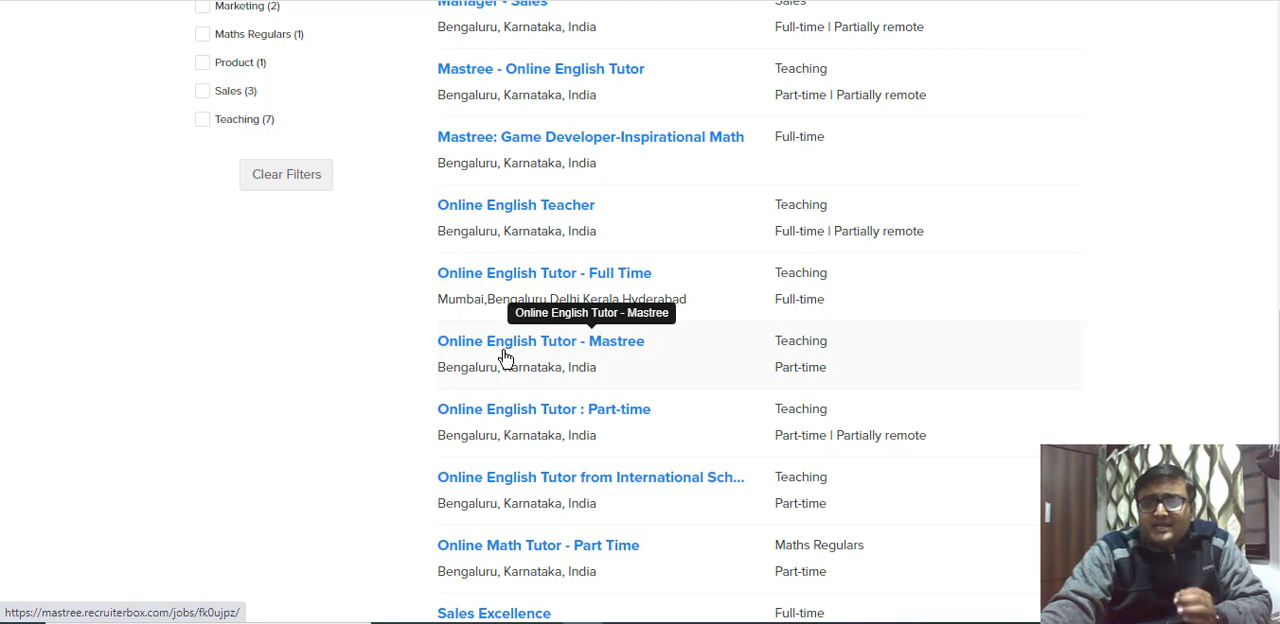 Marketing (2)
Maths Regulars (1)
Product (1)
Sales (3)
Teaching (7)
Clear Filters
Manager - Sales
Sales
Bengaluru, Karnataka, India
Full-time | Partially remote
Mastree - Online English Tutor
Teaching
Bengaluru, Karnataka, India
Part-time | Partially remote
Mastree: Game Developer-Inspirational Math
Full-time
Bengaluru, Karnataka, India
Online English Teacher
Teaching
Bengaluru, Karnataka, India
Full-time | Partially remote
Online English Tutor - Full Time
Teaching
Mumbai,Bengaluru,Delhi,Kerala,Hyderabad
Full-time
Online English Tutor - Mastree
Online English Tutor - Mastree
Teaching
Bengaluru, Karnataka, India
Part-time
Online English Tutor : Part-time
Teaching
Bengaluru, Karnataka, India
Part-time | Partially remote
Online English Tutor from International Sch...
Teaching
Bengaluru, Karnataka, India
Part-time
Online Math Tutor - Part Time
Maths Regulars
Bengaluru, Karnataka, India
Part-time
Sales Excellence
Full-time
https://mastree.recruiterbox.com/jobs/fk0ujpz/